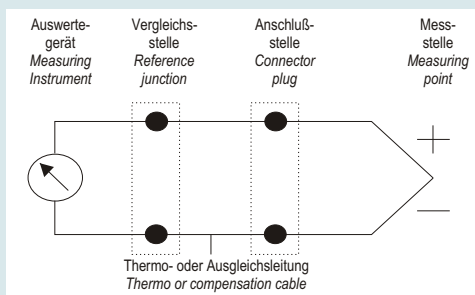 Auswerte-
gerät
Measuring
Instrument
Vergleichs-
stelle
Reference
junction
Anschluß-
stelle
Connector
plug
Mess-
stelle
Measuring
point
Thermo- oder Ausgleichsleitung
Thermo or compensation cable